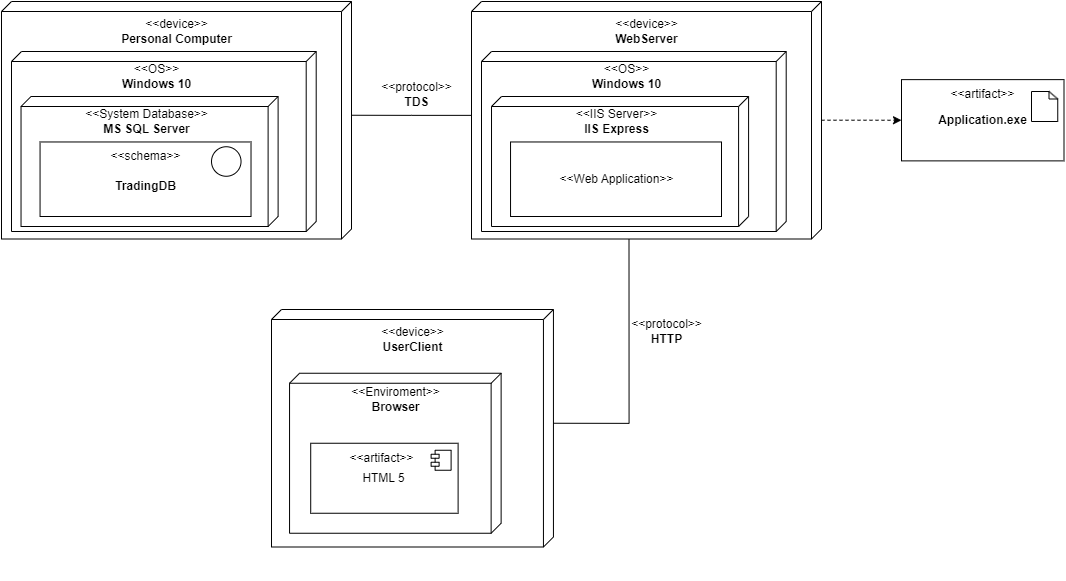 <<device>>
Personal Computer
<<OS>>
Windows 10
<<System Database>>
MS SQL Server
<<schema>>
TradingDB
<<protocol>>
TDS
<<device>>
WebServer
<<OS>>
Windows 10
<<IIS Server>>
IIS Express
<<Web Application>>
<<artifact>>
Application.exe
<<protocol>>
HTTP
<<device>>
UserClient
<<Enviroment>>
Browser
<<artifact>>
HTML 5